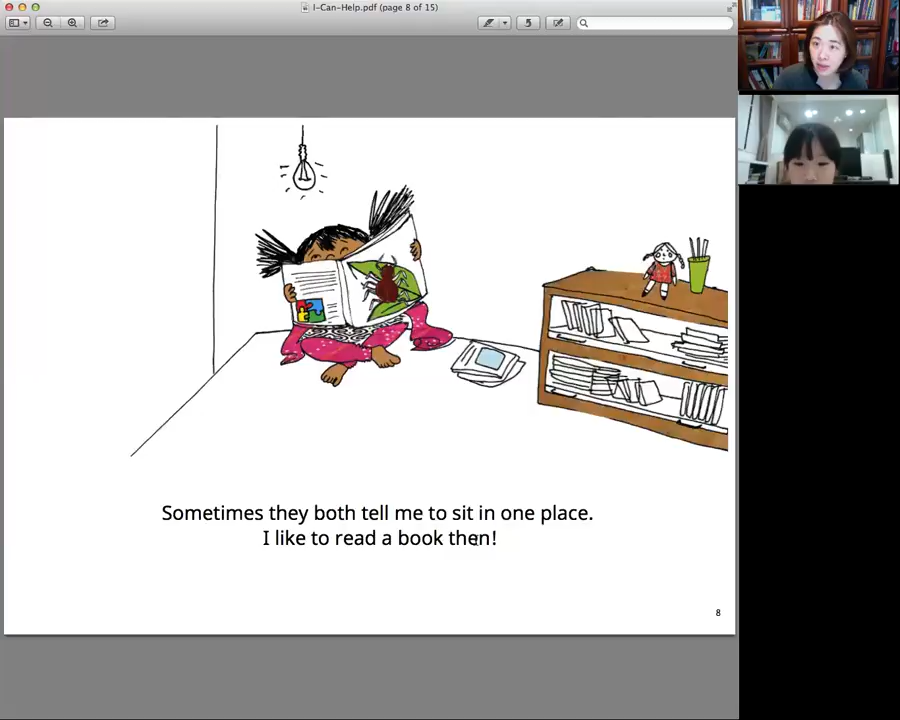 I-Can-Help.pdf (page 8 of 15)
Sometimes they both tell me to sit in one place.
I like to read a book then!
8